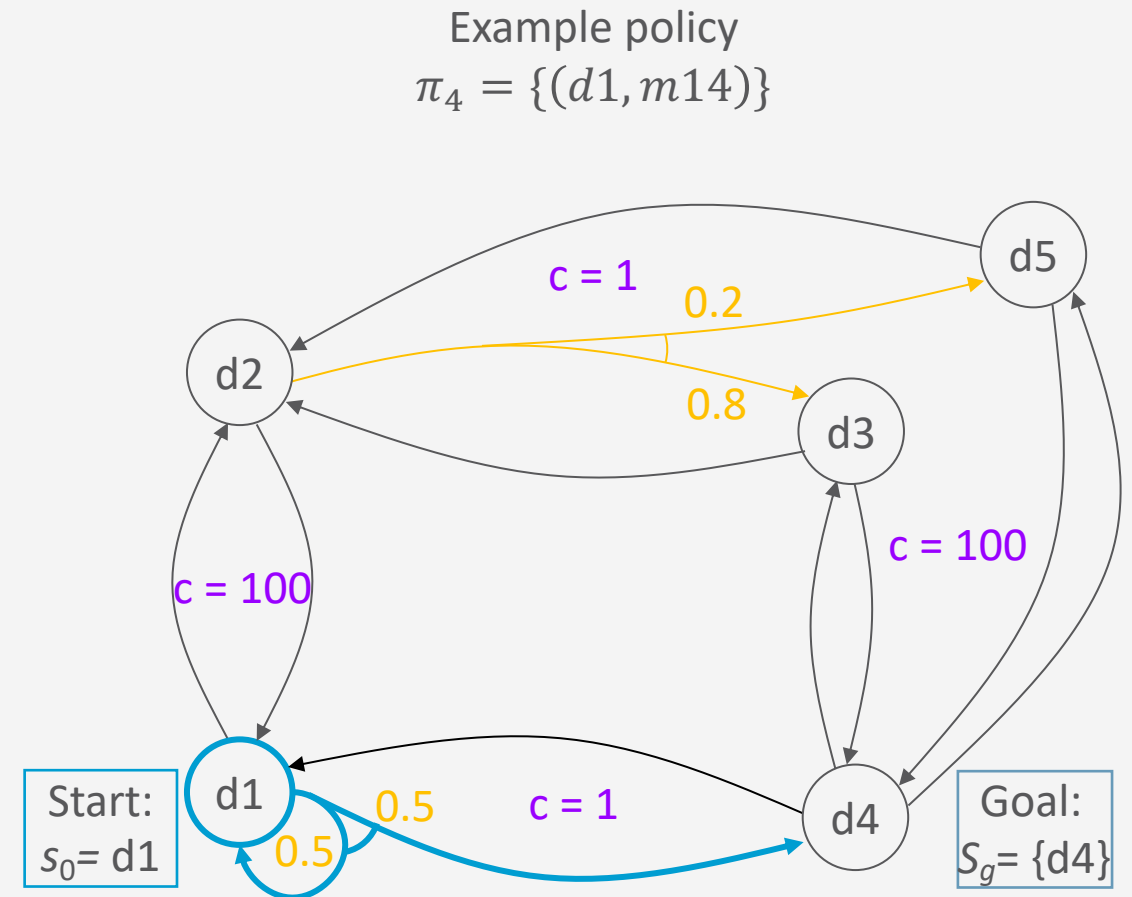 Example policy
π₄ = {(d1, m14)}
d5
c = 1
0.2
d2
0.8
d3
c = 100
c = 100
Start:
s₀= d1
d1
0.5
0.5
c = 1
d4
Goal:
S_g= {d4}